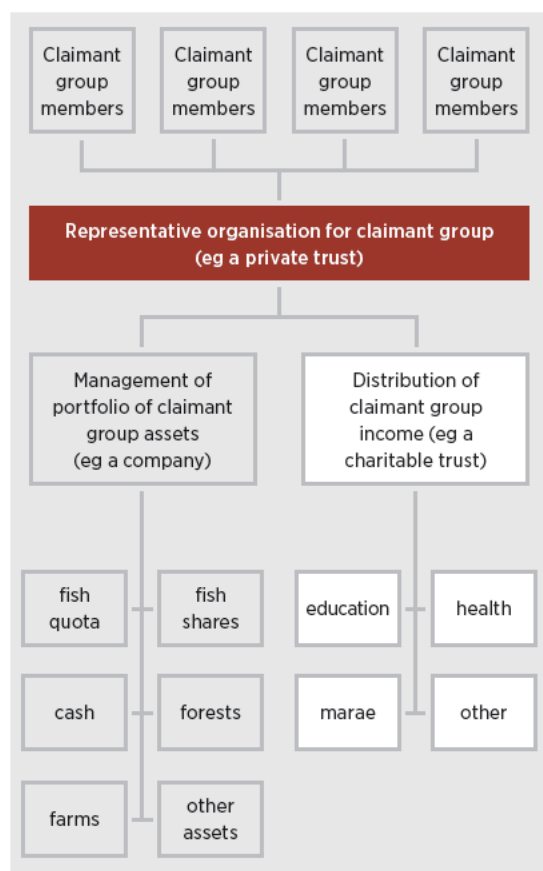 Claimant
group
members
Claimant
group
members
Claimant
group
members
Claimant
group
members
Representative organisation for claimant group
(eg a private trust)
Management of
portfolio of claimant
group assets
(eg a company)
Distribution of
claimant group
income (eg a
charitable trust)
fish
quota
fish
shares
education
health
cash
forests
marae
other
farms
other
assets